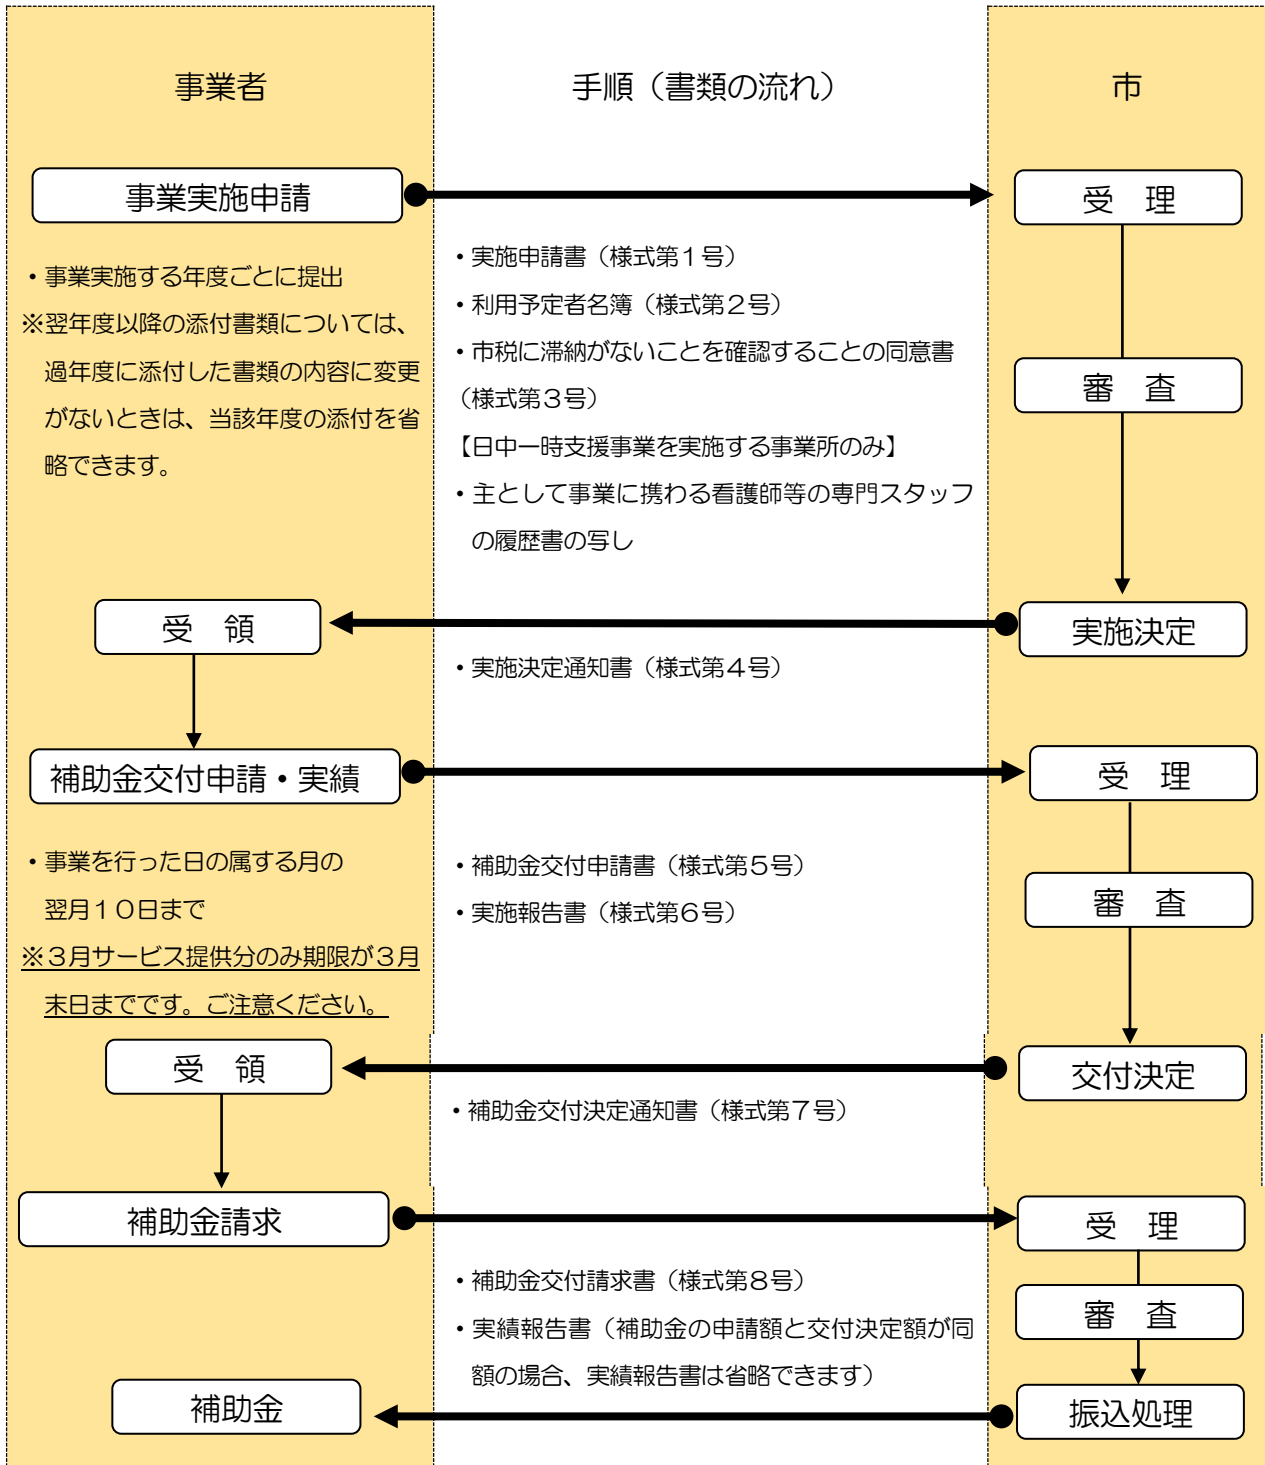 事業者
手順（書類の流れ）
市
事業実施申請
受　理
・事業実施する年度ごとに提出
※翌年度以降の添付書類については、
過年度に添付した書類の内容に変更
がないときは、当該年度の添付を省
略できます。
・実施申請書（様式第１号）
・利用予定者名簿（様式第２号）
・市税に滞納がないことを確認することの同意書
（様式第３号）
【日中一時支援事業を実施する事業所のみ】
・主として事業に携わる看護師等の専門スタッフ
の履歴書の写し
審　査
受　領
実施決定
・実施決定通知書（様式第４号）
補助金交付申請・実績
受　理
・事業を行った日の属する月の
翌月１０日まで
※３月サービス提供分のみ期限が３月
末日までです。ご注意ください。
・補助金交付申請書（様式第５号）
・実施報告書（様式第６号）
審　査
受　領
交付決定
・補助金交付決定通知書（様式第７号）
補助金請求
受　理
・補助金交付請求書（様式第８号）
・実績報告書（補助金の申請額と交付決定額が同
額の場合、実績報告書は省略できます）
審　査
補助金
振込処理